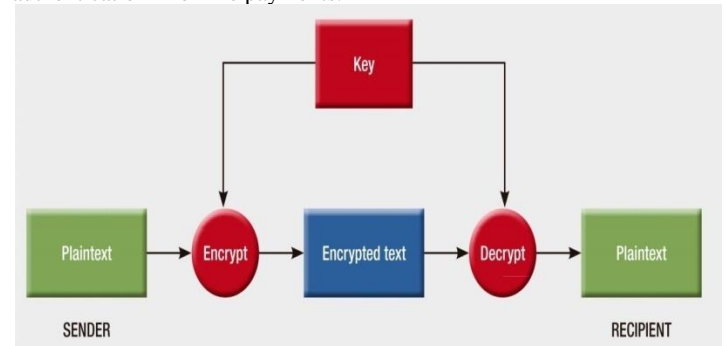 Key
Plaintext
Encrypt
Encrypted text
Decrypt
Plaintext
SENDER
RECIPIENT